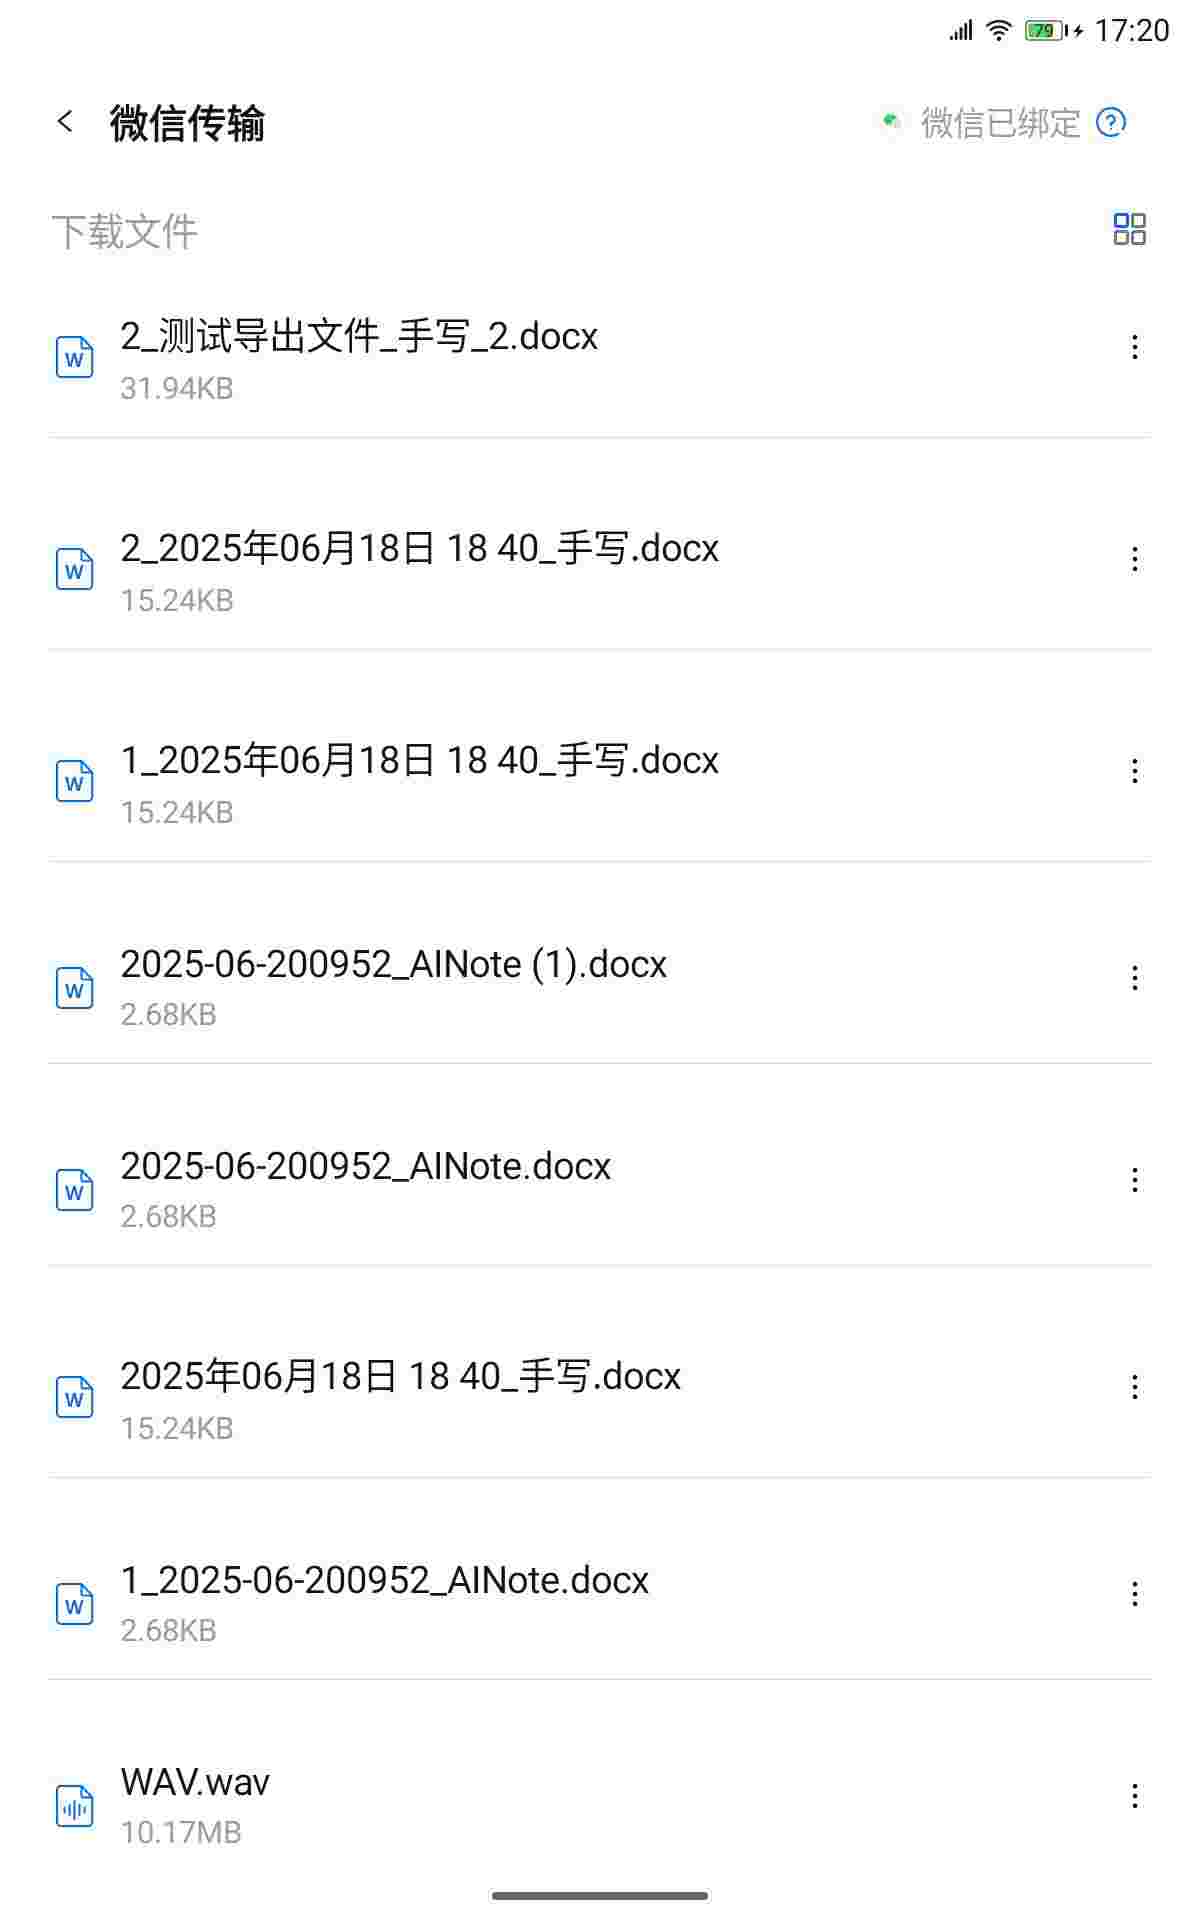 79 17:20
微信传输
微信已绑定
下载文件
2_测试导出文件_手写_2.docx
31.94KB
2_2025年06月18日 18 40_手写.docx
15.24KB
1_2025年06月18日 18 40_手写.docx
15.24KB
2025-06-200952_AINote (1).docx
2.68KB
2025-06-200952_AINote.docx
2.68KB
2025年06月18日 18 40_手写.docx
15.24KB
1_2025-06-200952_AINote.docx
2.68KB
WAV.wav
10.17MB